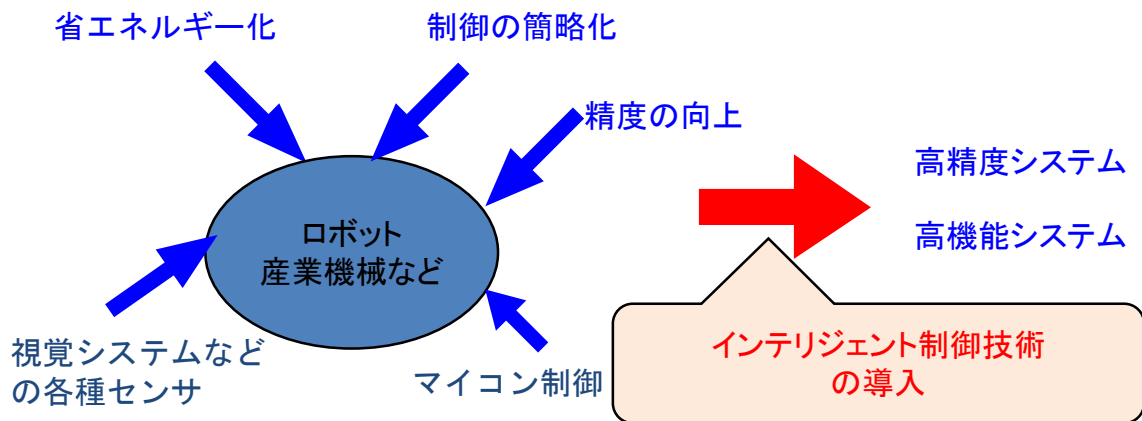 省エネルギー化
制御の簡略化
精度の向上
ロボット
産業機械など
視覚システムなど
の各種センサ
マイコン制御
高精度システム
高機能システム
インテリジェント制御技術
の導入